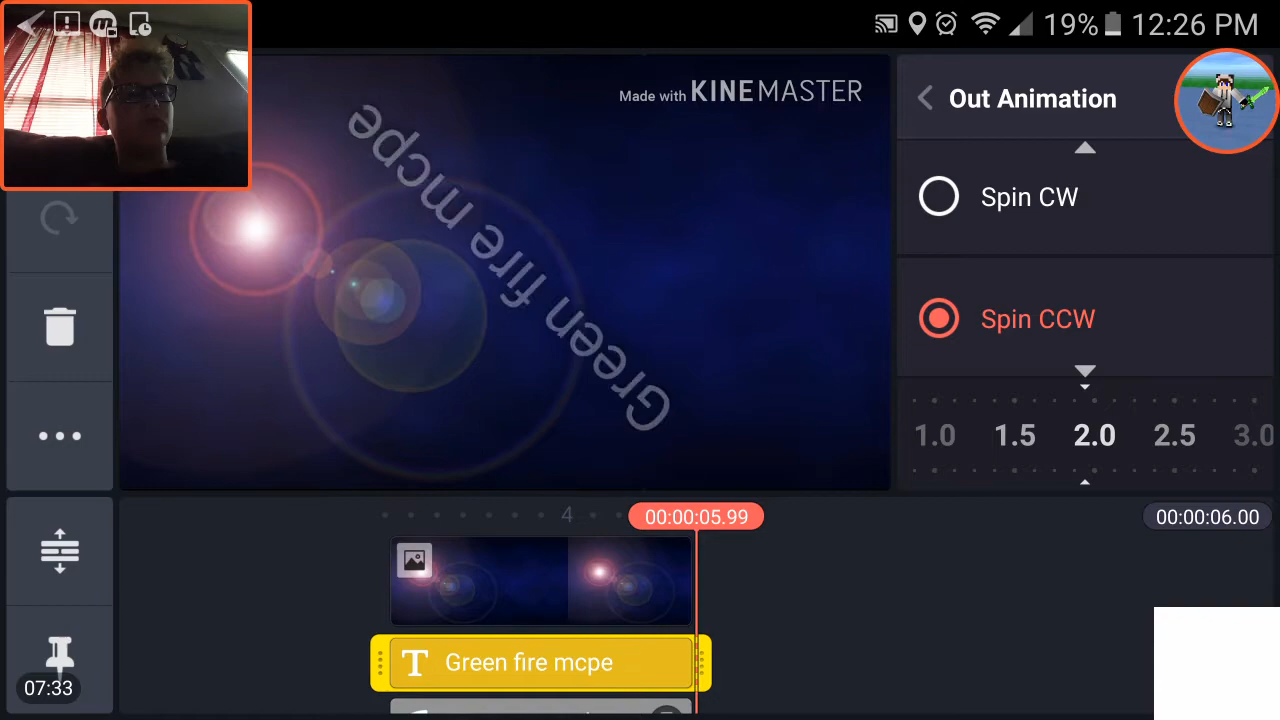 19% 12:26 PM
Made with KINEMASTER
Out Animation
Green fire mcpe
Spin CW
Spin CCW
1.0 1.5 2.0 2.5 3.0
4
00:00:05.99
00:00:06.00
T Green fire mcpe
07:33